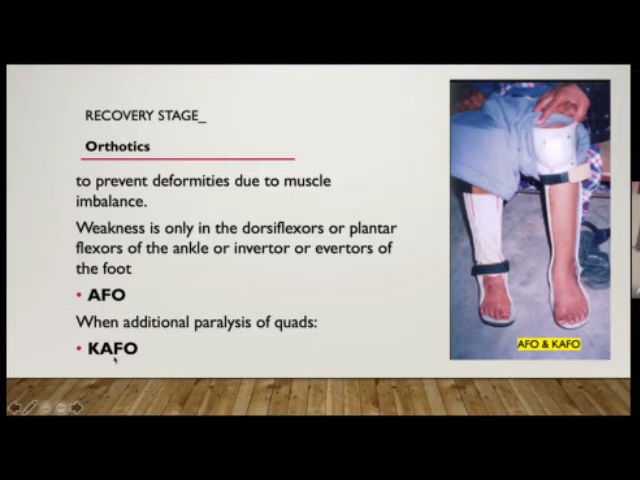 RECOVERY STAGE_
Orthotics
to prevent deformities due to muscle
imbalance.
Weakness is only in the dorsiflexors or plantar
flexors of the ankle or invertor or evertors of
the foot
• AFO
When additional paralysis of quads:
• KAFO
AFO & KAFO